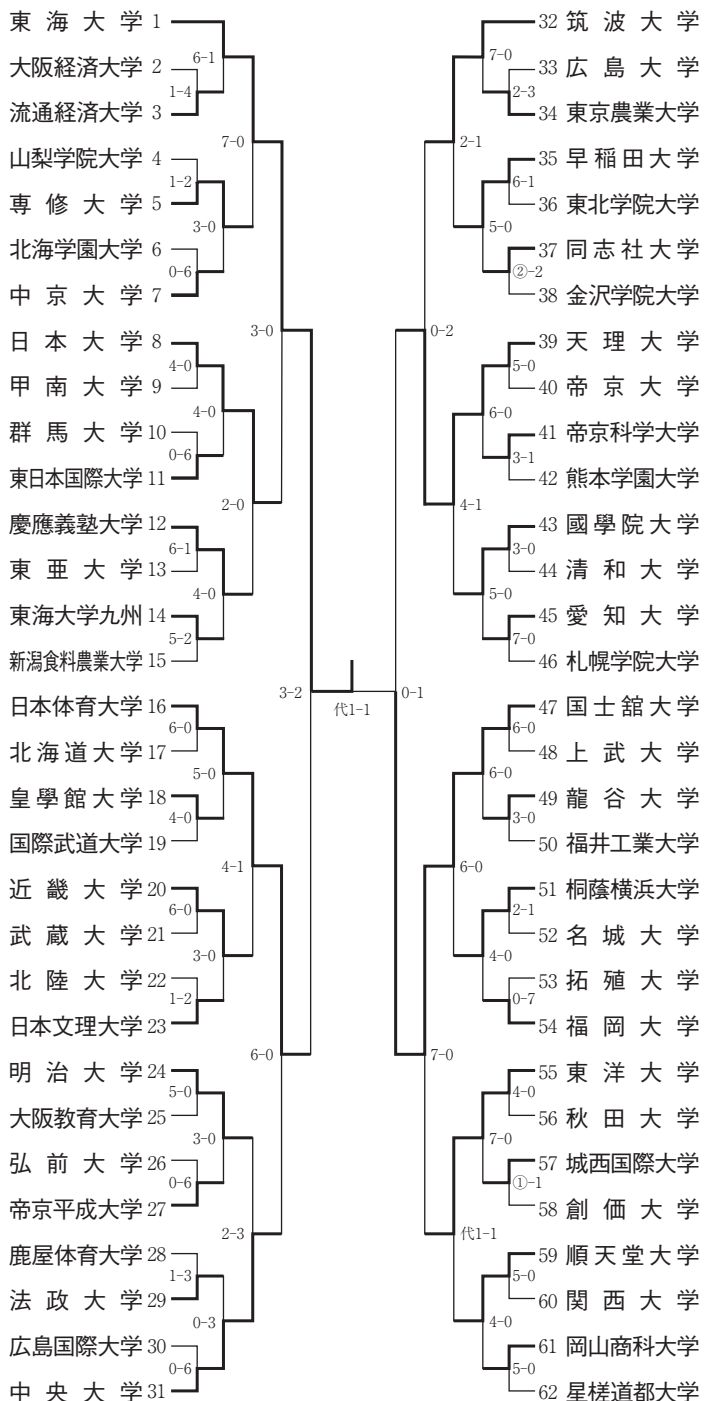 東海大学 1
大阪経済大学 2
流通経済大学 3
山梨学院大学 4
専修大学 5
北海学園大学 6
中京大学 7
日本大学 8
甲南大学 9
群馬大学 10
東日本国際大学 11
慶應義塾大学 12
東亜大学 13
東海大学九州 14
新潟食料農業大学 15
日本体育大学 16
北海道大学 17
皇學館大学 18
国際武道大学 19
近畿大学 20
武蔵大学 21
北陸大学 22
日本文理大学 23
明治大学 24
大阪教育大学 25
弘前大学 26
帝京平成大学 27
鹿屋体育大学 28
法政大学 29
広島国際大学 30
中央大学 31
6-1
1-4
7-0
1-2
3-0
0-6
3-0
4-0
4-0
0-6
2-0
6-1
4-0
5-2
3-2
6-0
5-0
4-0
4-1
6-0
3-0
1-2
6-0
5-0
3-0
0-6
2-3
1-3
0-3
0-6
代1-1
32 筑波大学
33 広島大学
34 東京農業大学
35 早稲田大学
36 東北学院大学
37 同志社大学
38 金沢学院大学
39 天理大学
40 帝京大学
41 帝京科学大学
42 熊本学園大学
43 國學院大学
44 清和大学
45 愛知大学
46 札幌学院大学
47 国士舘大学
48 上武大学
49 龍谷大学
50 福井工業大学
51 桐蔭横浜大学
52 名城大学
53 拓殖大学
54 福岡大学
55 東洋大学
56 秋田大学
57 城西国際大学
58 創価大学
59 順天堂大学
60 関西大学
61 岡山商科大学
62 星槎道都大学
7-0
2-3
2-1
6-1
5-0
②-2
0-2
5-0
6-0
3-1
4-1
3-0
5-0
7-0
0-1
6-0
6-0
3-0
6-0
2-1
4-0
0-7
7-0
4-0
7-0
①-1
代1-1
5-0
4-0
5-0